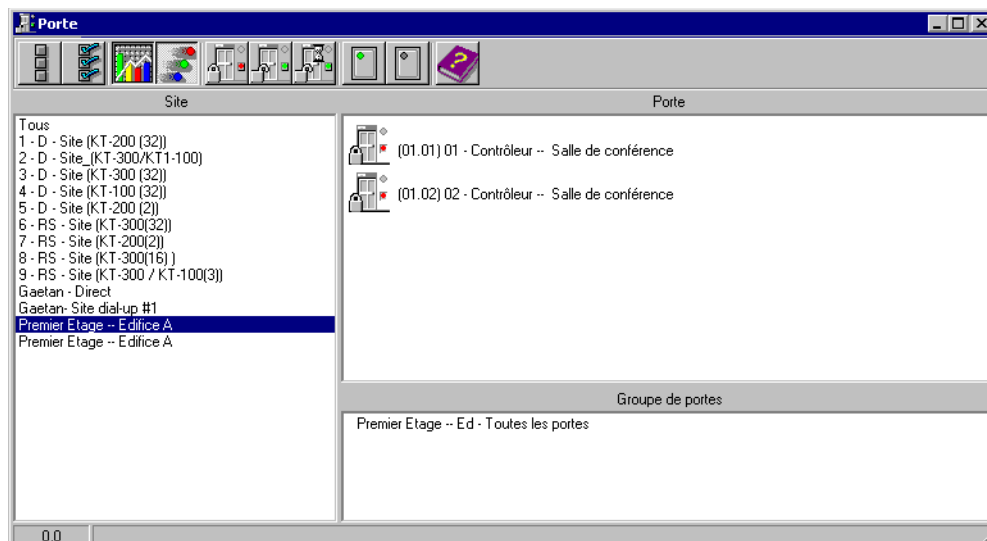 Porte
Site
Tous
1 - D - Site (KT-200 (32))
2 - D - Site_(KT-300/KT1-100)
3 - D - Site (KT-300 (32))
4 - D - Site (KT-100 (32))
5 - D - Site (KT-200 (2))
6 - RS - Site (KT-300(32))
7 - RS - Site (KT-200(2))
8 - RS - Site (KT-300(16) )
9 - RS - Site (KT-300 / KT-100(3))
Gaetan - Direct
Gaetan- Site dial-up #1
Premier Etage -- Edifice A
Premier Etage -- Edifice A
Porte
(01.01) 01 - Contrôleur -- Salle de conférence
(01.02) 02 - Contrôleur -- Salle de conférence
Groupe de portes
Premier Etage -- Ed - Toutes les portes
0.0